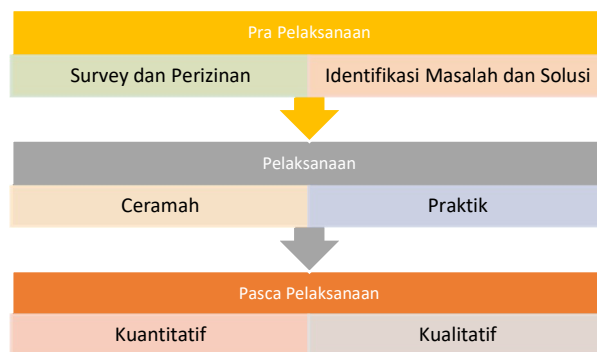 Pra Pelaksanaan
Survey dan Perizinan
Identifikasi Masalah dan Solusi
Pelaksanaan
Ceramah
Praktik
Pasca Pelaksanaan
Kuantitatif
Kualitatif